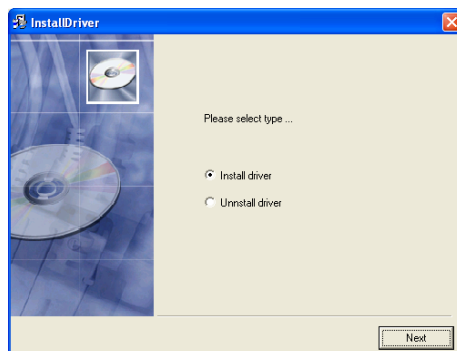 InstallDriver
Please select type ...
Install driver
Unnstall driver
Next